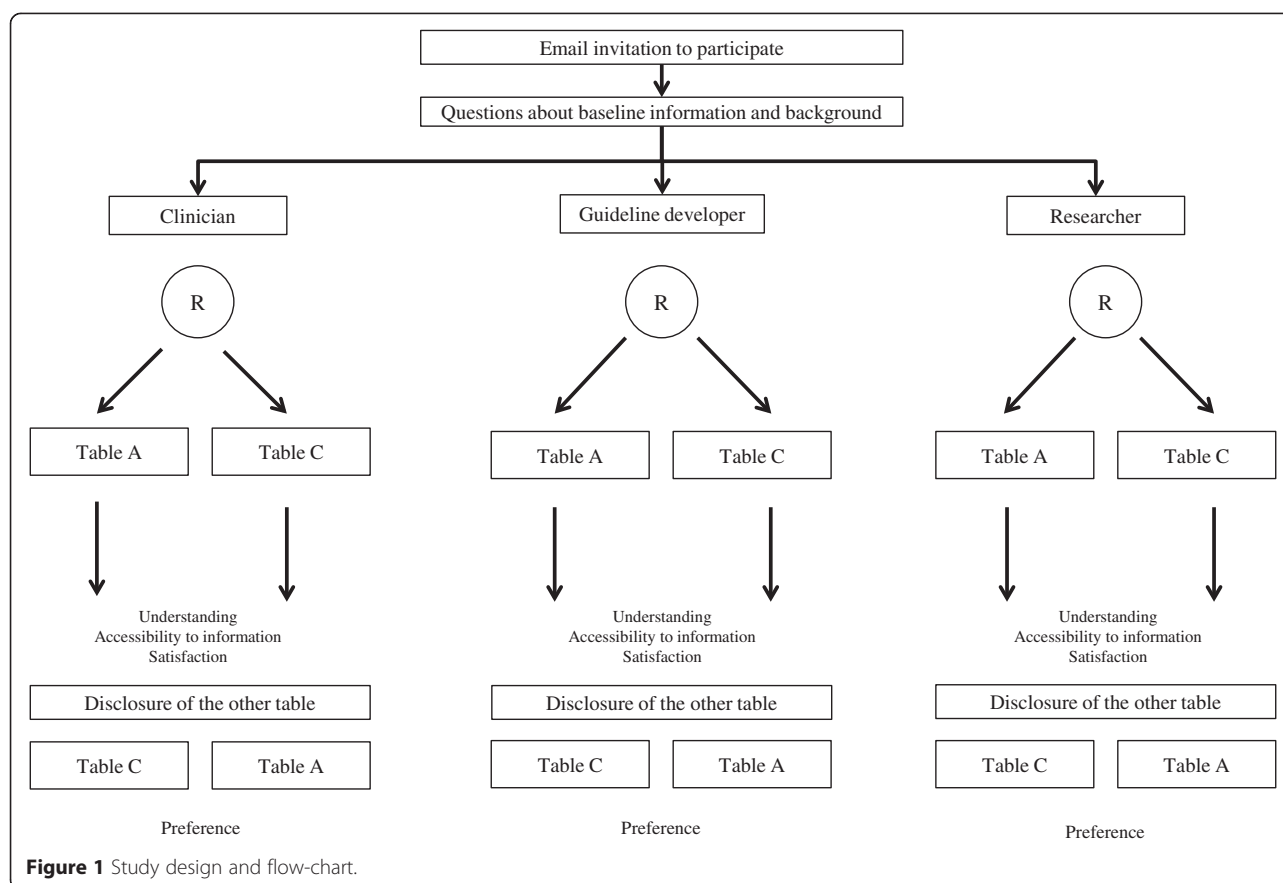 Email invitation to participate
Questions about baseline information and background
Clinician
Guideline developer
Researcher
R
R
R
Table A
Table C
Table A
Table C
Table A
Table C
Understanding
Accessibility to information
Satisfaction
Understanding
Accessibility to information
Satisfaction
Understanding
Accessibility to information
Satisfaction
Disclosure of the other table
Disclosure of the other table
Disclosure of the other table
Table C
Table A
Table C
Table A
Table C
Table A
Preference
Preference
Preference
Figure 1 Study design and flow-chart.